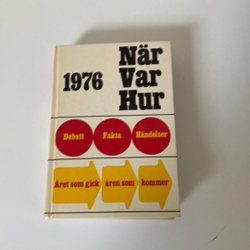 När
1976 Var
Hur
Debatt Fakta Händelser
Året som gick åren som kommer